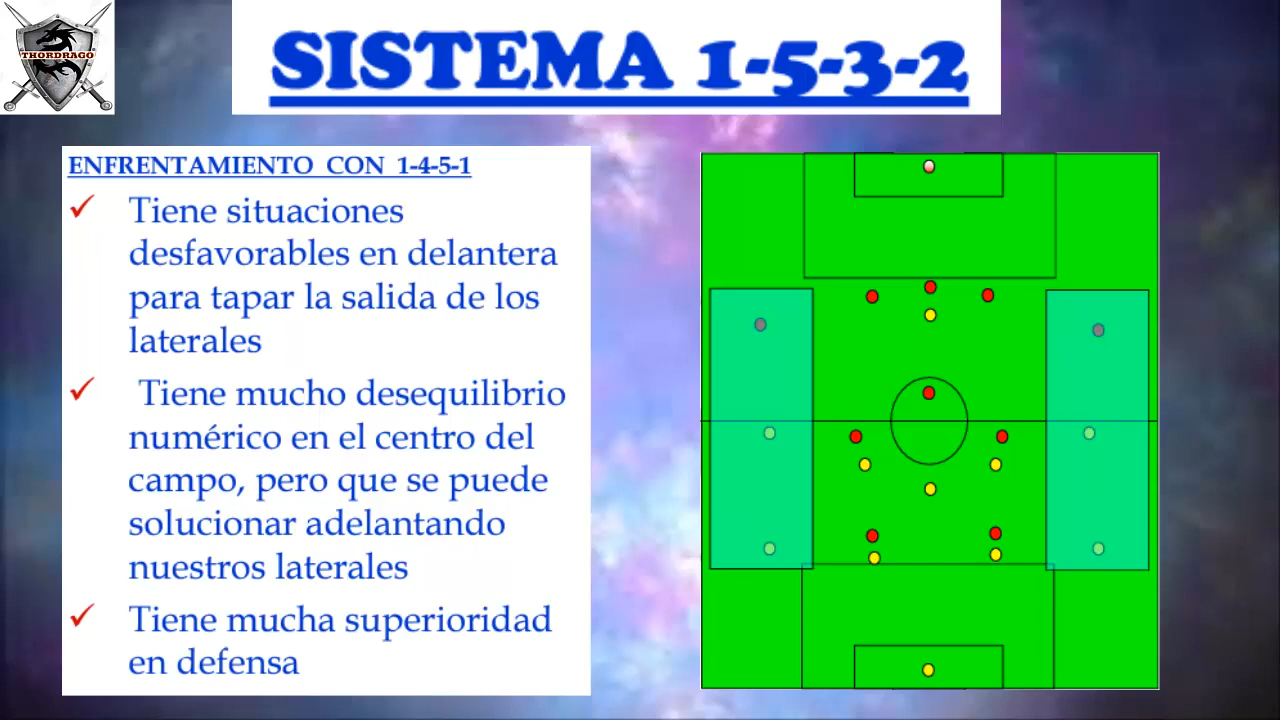 THORDRAGO
SISTEMA 1-5-3-2
ENFRENTAMIENTO CON 1-4-5-1
Tiene situaciones
desfavorables en delantera
para tapar la salida de los
laterales
Tiene mucho desequilibrio
numérico en el centro del
campo, pero que se puede
solucionar adelantando
nuestros laterales
Tiene mucha superioridad
en defensa